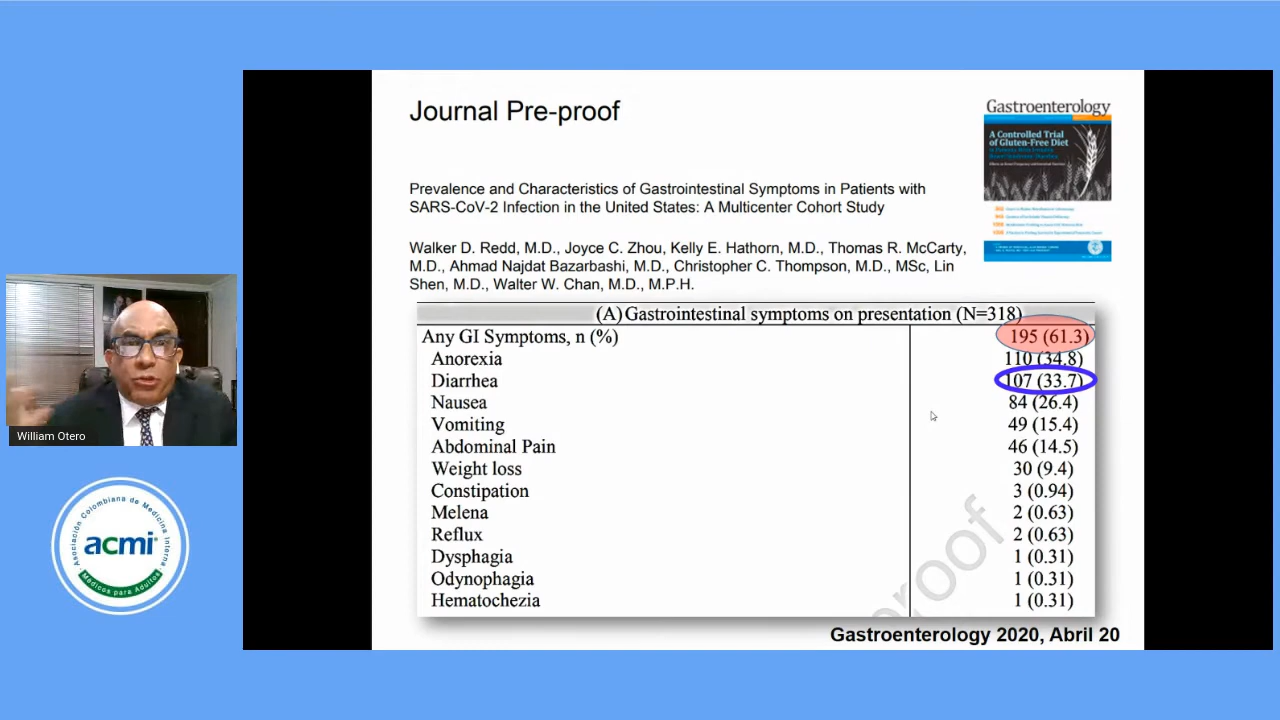 Journal Pre-proof
Gastroenterology
A Controlled Trial
of Gluten-Free Diet
Prevalence and Characteristics of Gastrointestinal Symptoms in Patients with
SARS-CoV-2 Infection in the United States: A Multicenter Cohort Study
Walker D. Redd, M.D., Joyce C. Zhou, Kelly E. Hathorn, M.D., Thomas R. McCarty,
M.D., Ahmad Najdat Bazarbashi, M.D., Christopher C. Thompson, M.D., MSc, Lin
Shen, M.D., Walter W. Chan, M.D., M.P.H.
(A) Gastrointestinal symptoms on presentation (N=318)
Any GI Symptoms, n (%) 195 (61.3)
Anorexia 110 (34.8)
Diarrhea 107 (33.7)
Nausea 84 (26.4)
Vomiting 49 (15.4)
Abdominal Pain 46 (14.5)
Weight loss 30 (9.4)
Constipation 3 (0.94)
Melena 2 (0.63)
Reflux 2 (0.63)
Dysphagia 1 (0.31)
Odynophagia 1 (0.31)
Hematochezia 1 (0.31)
proof
Gastroenterology 2020, Abril 20
William Otero
Asociación Colombiana de Medicina Interna
acmi
Médicos para Adultos